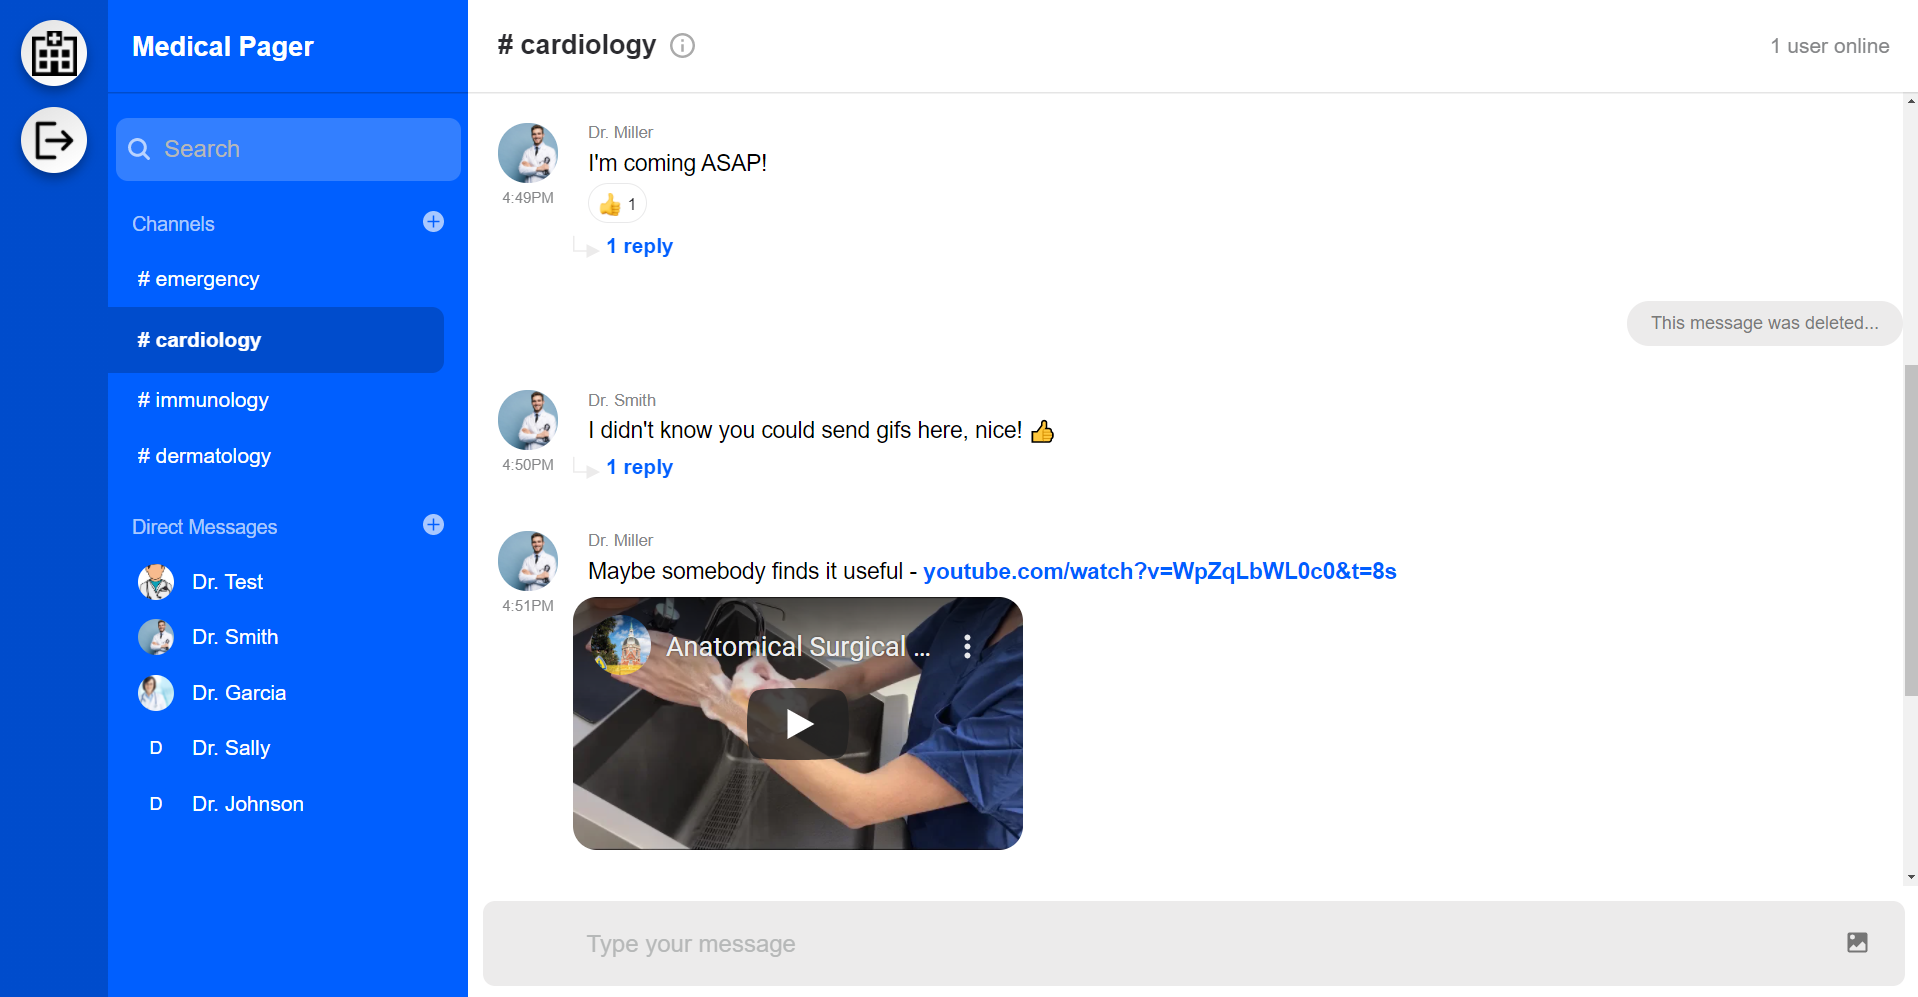 Medical Pager
Search
Channels
# emergency
# cardiology
# immunology
# dermatology
Direct Messages
Dr. Test
Dr. Smith
Dr. Garcia
D Dr. Sally
D Dr. Johnson
# cardiology
1 user online
Dr. Miller
I'm coming ASAP!
4:49PM
👍 1
1 reply
This message was deleted...
Dr. Smith
I didn't know you could send gifs here, nice! 👍
4:50PM
1 reply
Dr. Miller
Maybe somebody finds it useful - youtube.com/watch?v=WpZqLbWL0c0&t=8s
4:51PM
Anatomical Surgical ...
Type your message